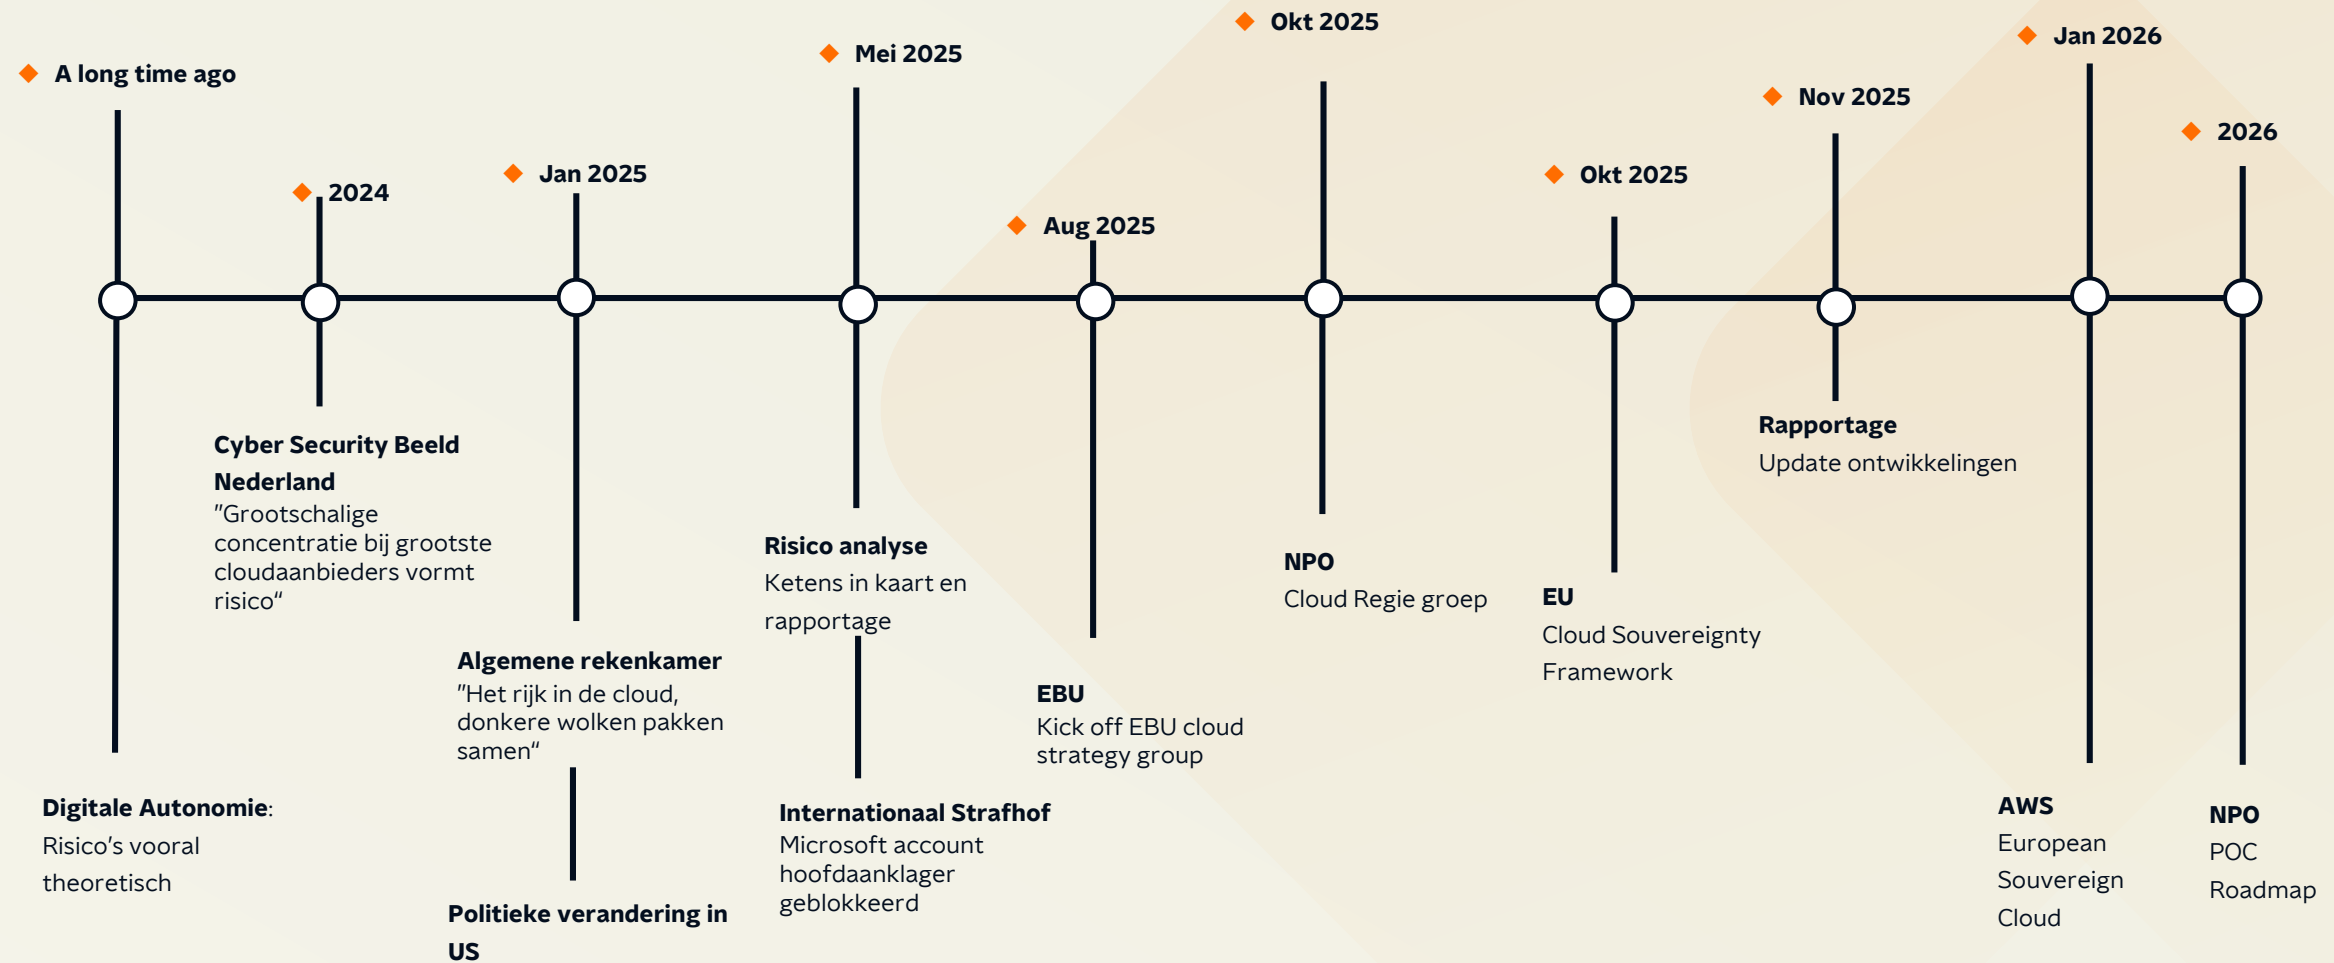 A long time ago
Digitale Autonomie:
Risico’s vooral
theoretisch
2024
Cyber Security Beeld
Nederland
”Grootschalige
concentratie bij grootste
cloudaanbieders vormt
risico“
Jan 2025
Algemene rekenkamer
”Het rijk in de cloud,
donkere wolken pakken
samen“
Politieke verandering in
US
Mei 2025
Risico analyse
Ketens in kaart en
rapportage
Internationaal Strafhof
Microsoft account
hoofdaanklager
geblokkeerd
Aug 2025
EBU
Kick off EBU cloud
strategy group
Okt 2025
NPO
Cloud Regie groep
Okt 2025
EU
Cloud Souvereignty
Framework
Nov 2025
Rapportage
Update ontwikkelingen
Jan 2026
AWS
European
Souvereign
Cloud
2026
NPO
POC
Roadmap